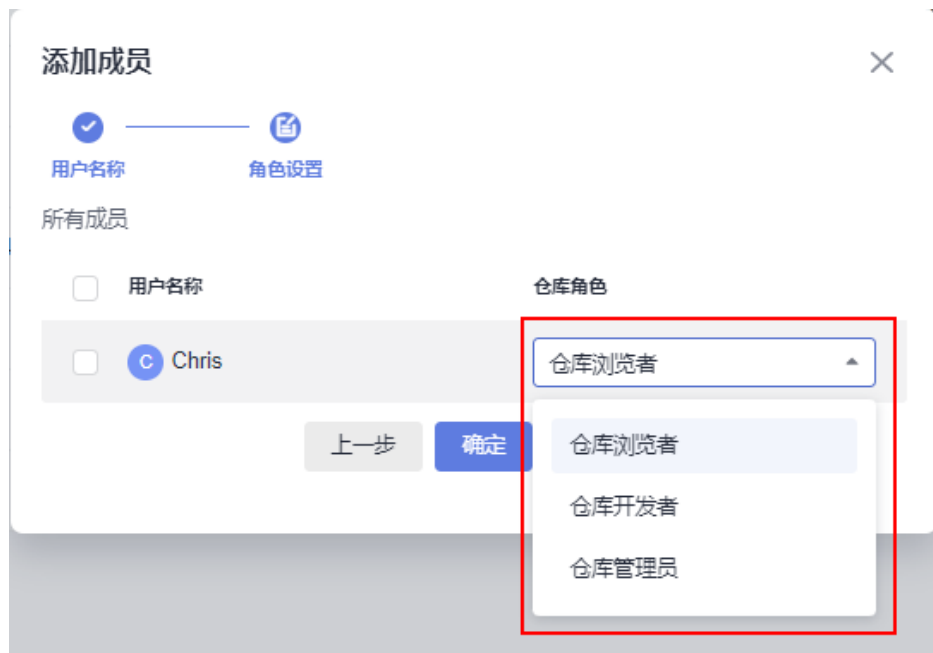 添加成员
用户名称 角色设置
所有成员
用户名称 仓库角色
C Chris 仓库浏览者
上一步 确定 仓库浏览者
仓库开发者
仓库管理员